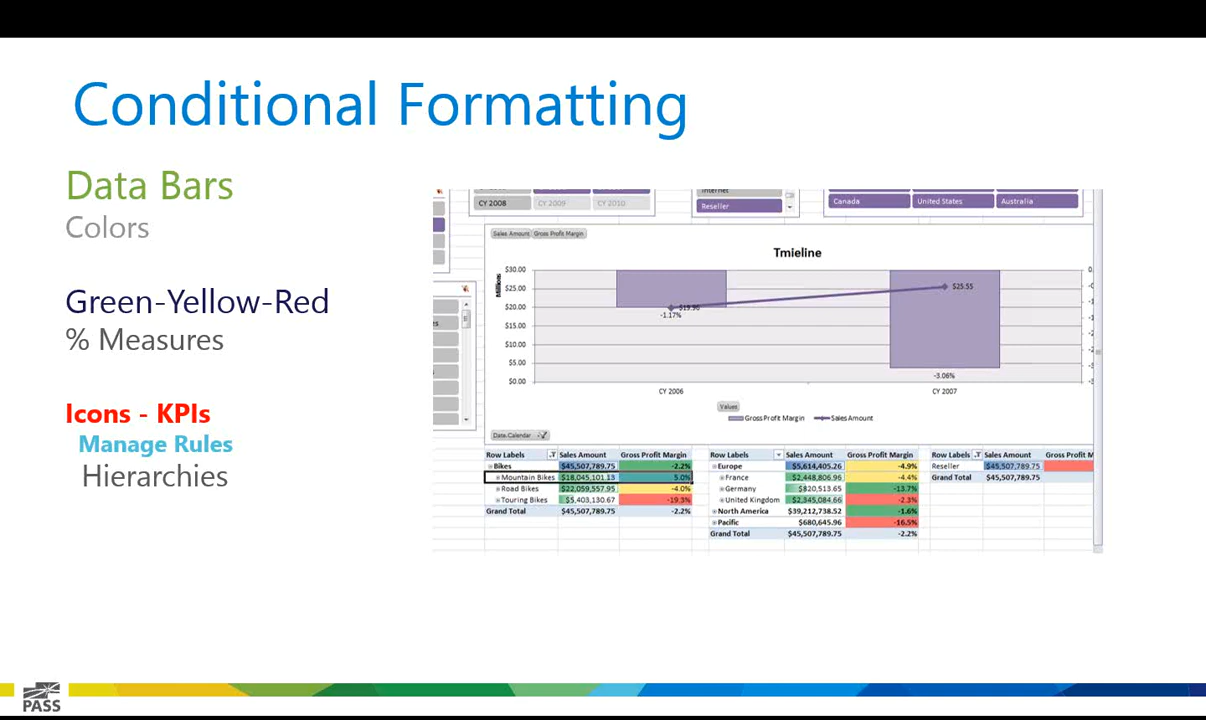 Conditional Formatting
Data Bars
Colors
Green-Yellow-Red
% Measures
Icons - KPIs
Manage Rules
Hierarchies
CY 2008 CY 2009 CY 2010
Internet
Reseller
Canada United States Australia
Sales Amount Gross Profit Margin
Tmieline
Millions
$30.00
$25.00
$20.00
$15.00
$10.00
$5.00
$0.00
$19.96
-1.17%
$25.55
-3.06%
CY 2006 CY 2007
Values
Gross Profit Margin Sales Amount
Date.Calendar
Row Labels Sales Amount Gross Profit Margin
Bikes $45,507,789.75 -2.2%
Mountain Bikes $18,045,101.13 5.0%
Road Bikes $22,059,557.95 -4.0%
Touring Bikes $5,403,130.67 -19.3%
Grand Total $45,507,789.75 -2.2%
Row Labels Sales Amount Gross Profit Margin
Europe $5,614,405.26 -4.9%
France $2,448,806.96 -4.4%
Germany $820,513.65 -13.7%
United Kingdom $2,345,084.66 -2.3%
North America $39,212,738.52 -1.6%
Pacific $680,645.96 -16.5%
Grand Total $45,507,789.75 -2.2%
Row Labels Sales Amount Gross Profit M
Reseller $45,507,789.75
Grand Total $45,507,789.75
PASS